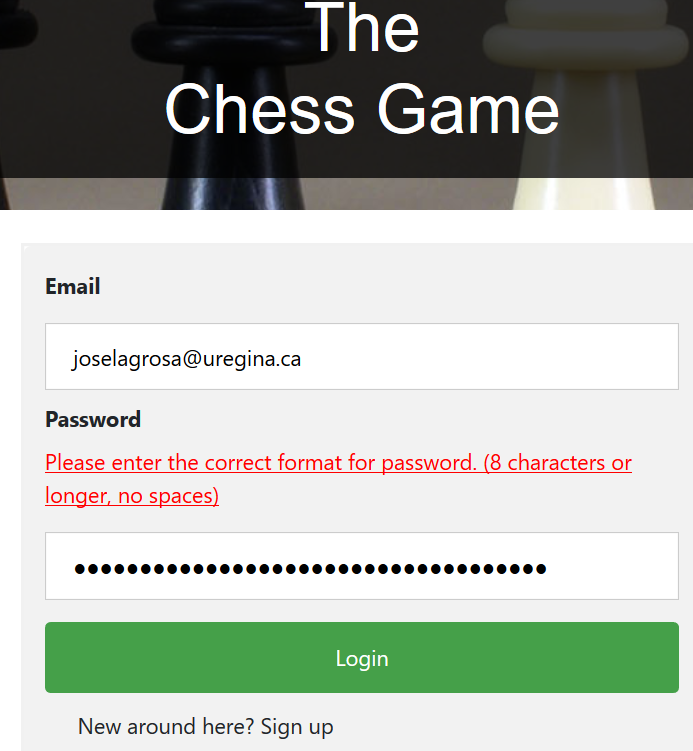 The
Chess Game
Email
joselagrosa@uregina.ca
Password
Please enter the correct format for password. (8 characters or
longer, no spaces)
••••••••••••••••••••••••••••••••••••
Login
New around here? Sign up